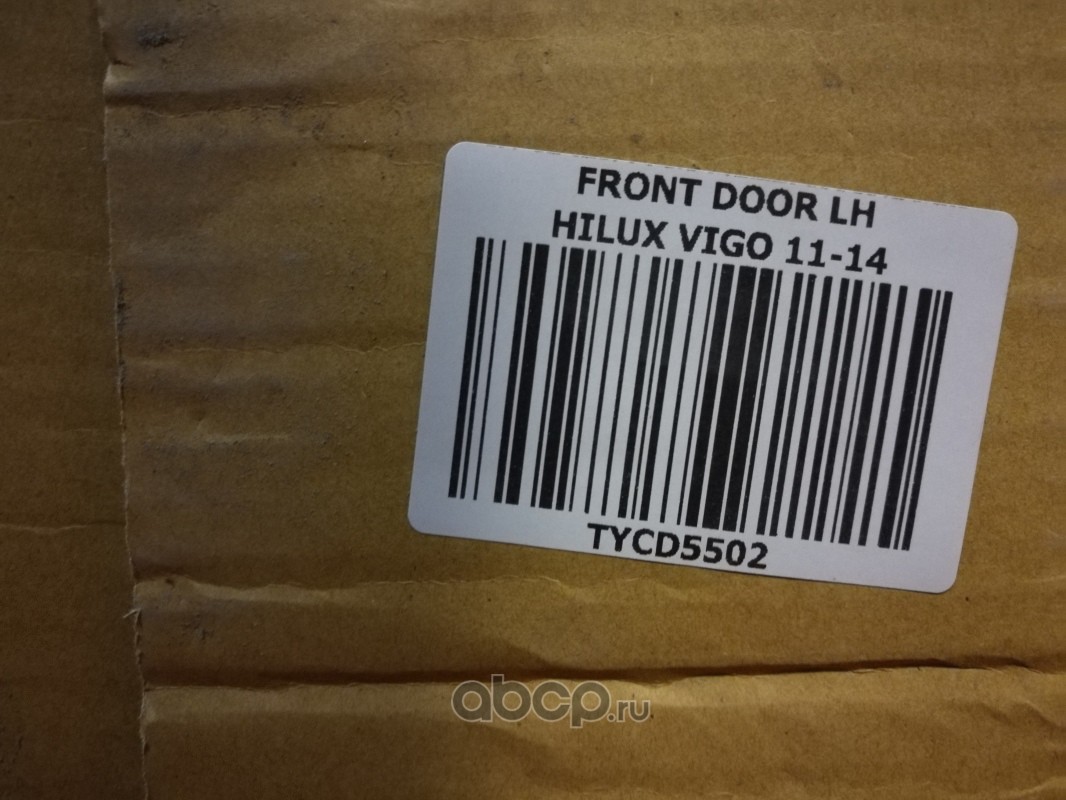 FRONT DOOR LH
HILUX VIGO 11-14
TYCD5502
abcp.ru